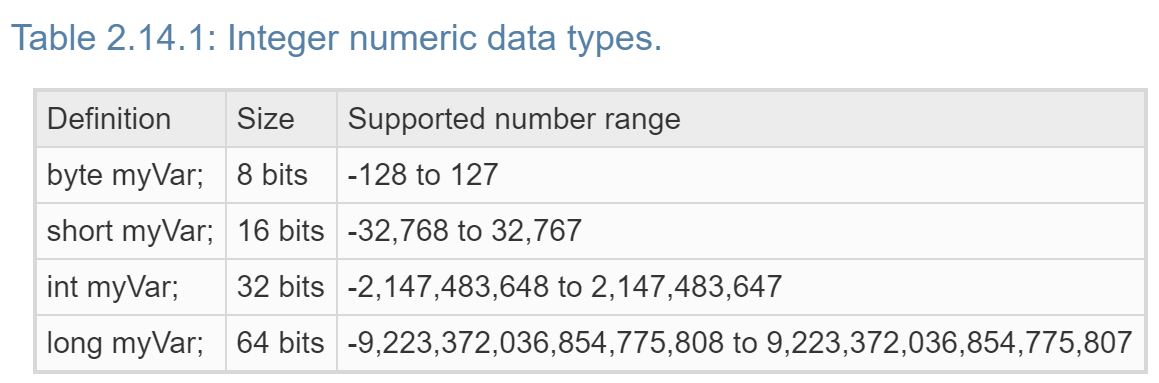 Table 2.14.1: Integer numeric data types.
Definition Size Supported number range
byte myVar; 8 bits -128 to 127
short myVar; 16 bits -32,768 to 32,767
int myVar; 32 bits -2,147,483,648 to 2,147,483,647
long myVar; 64 bits -9,223,372,036,854,775,808 to 9,223,372,036,854,775,807